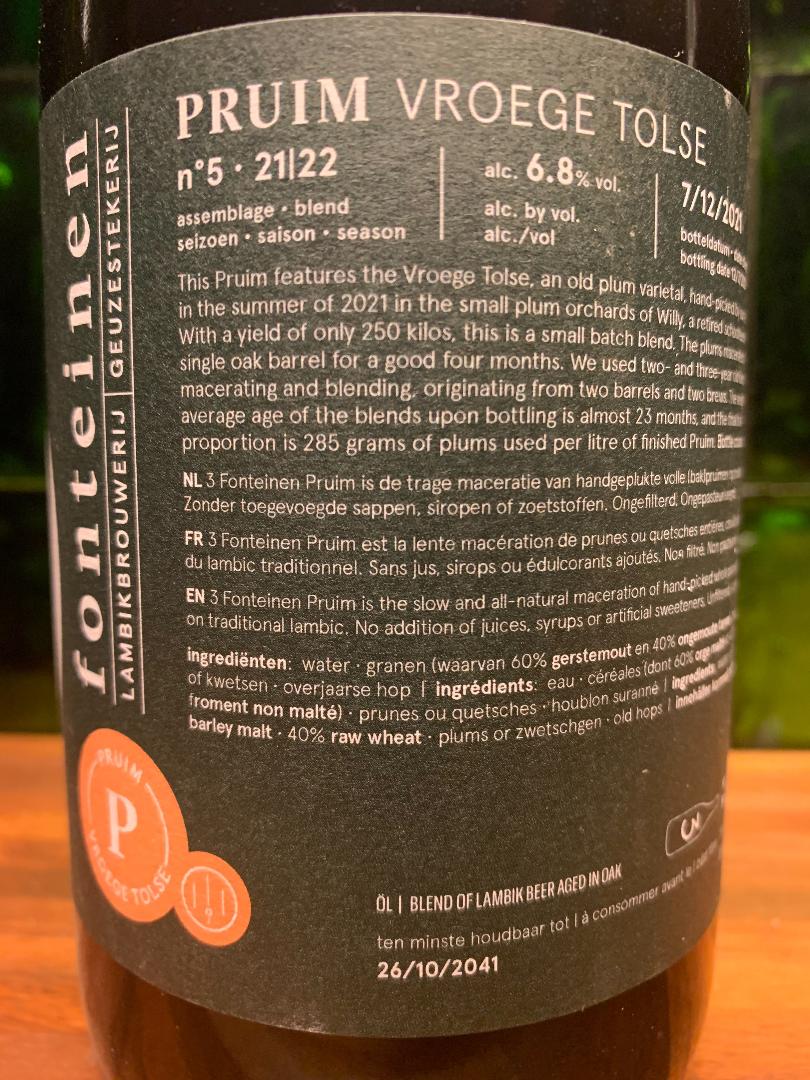 PRUIM VROEGE TOLSE
n°5 · 21|22
assemblage · blend
seizoen · saison · season
alc. 6.8% vol.
alc. by vol.
alc./vol
7/12/2021
botteldatum ·
bottling date
This Pruim features the Vroege Tolse, an old plum varietal, hand-picked
in the summer of 2021 in the small plum orchards of Willy, a retired
With a yield of only 250 kilos, this is a small batch blend. The plums
single oak barrel for a good four months. We used two- and three-year
macerating and blending, originating from two barrels and two brews.
average age of the blends upon bottling is almost 23 months, and the
proportion is 285 grams of plums used per litre of finished Pruim.
NL 3 Fonteinen Pruim is de trage maceratie van handgeplukte volle (bak)pruimen
Zonder toegevoegde sappen, siropen of zoetstoffen. Ongefilterd.
FR 3 Fonteinen Pruim est la lente macération de prunes ou quetsches entières,
du lambic traditionnel. Sans jus, sirops ou édulcorants ajoutés. Non filtré. Non
EN 3 Fonteinen Pruim is the slow and all-natural maceration of hand-picked
on traditional lambic. No addition of juices, syrups or artificial sweeteners.
ingrediënten: water · granen (waarvan 60% gerstemout en 40%
of kwetsen · overjaarse hop | ingrédients: eau · céréales (dont 60%
froment non malté) · prunes ou quetsches · houblon suranné | ingredients:
barley malt · 40% raw wheat · plums or zwetschgen · old hops |
fonteinen
LAMBIKBROUWERIJ | GEUZESTEKERIJ
PRUIM
P
VROEGE TOLSE
ÖL | BLEND OF LAMBIK BEER AGED IN OAK
ten minste houdbaar tot | à consommer avant le |
26/10/2041